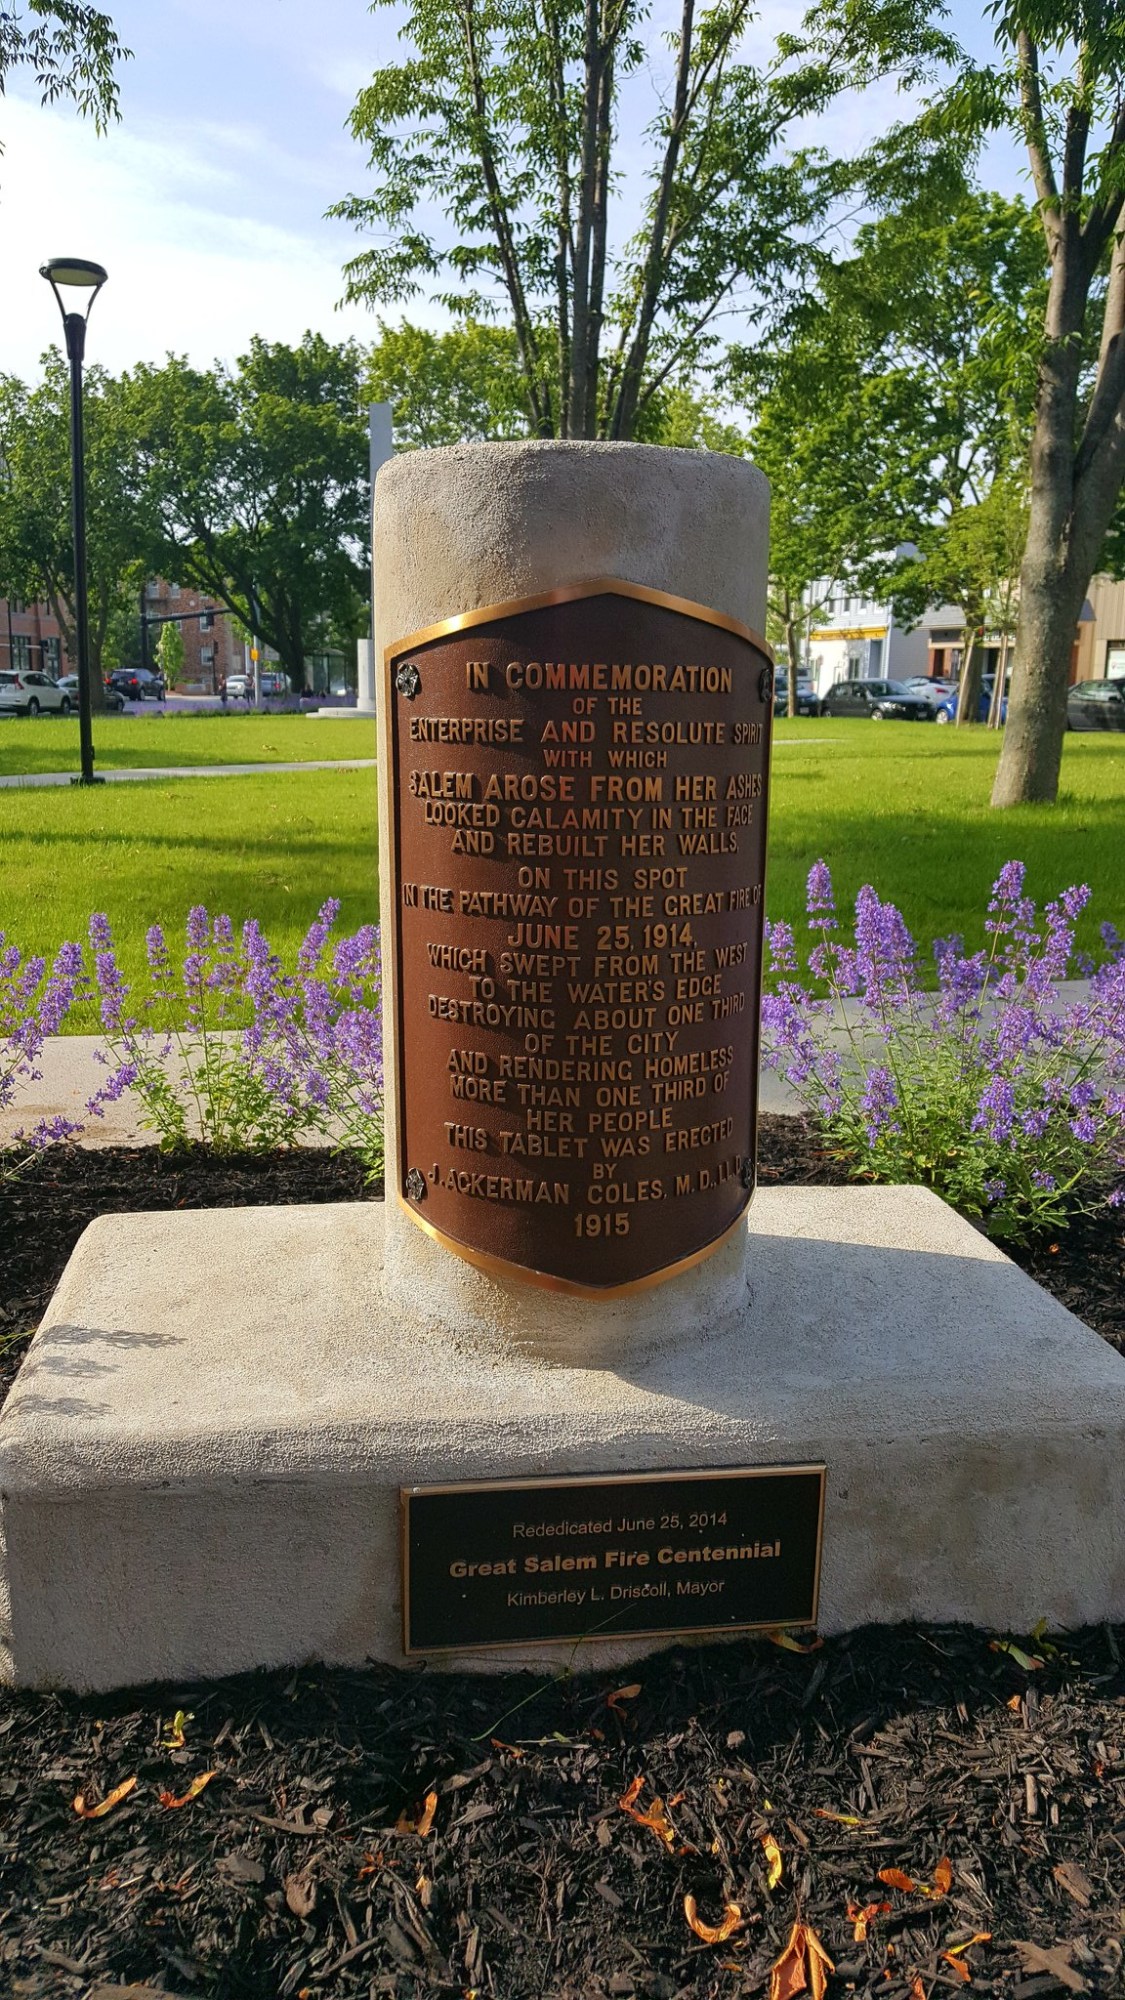 IN COMMEMORATION
OF THE
ENTERPRISE AND RESOLUTE SPIRIT
WITH WHICH
SALEM AROSE FROM HER ASHES
LOOKED CALAMITY IN THE FACE
AND REBUILT HER WALLS.
ON THIS SPOT
IN THE PATHWAY OF THE GREAT FIRE OF
JUNE 25, 1914,
WHICH SWEPT FROM THE WEST
TO THE WATER'S EDGE
DESTROYING ABOUT ONE THIRD
OF THE CITY
AND RENDERING HOMELESS
MORE THAN ONE THIRD OF
HER PEOPLE
THIS TABLET WAS ERECTED
BY
J. ACKERMAN COLES, M. D., LL. D.
1915
Rededicated June 25, 2014
Great Salem Fire Centennial
Kimberley L. Driscoll, Mayor